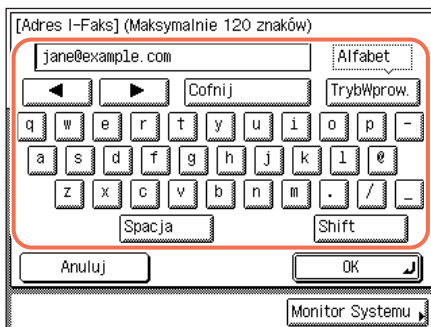 [Adres I-Faks] (Maksymalnie 120 znaków)
jane@example.com Alfabet
◀ ▶ Cofnij TrybWprow.
q w e r t y u i o p -
a s d f g h j k l @
z x c v b n m . / _
Spacja Shift
Anuluj OK
Monitor Systemu